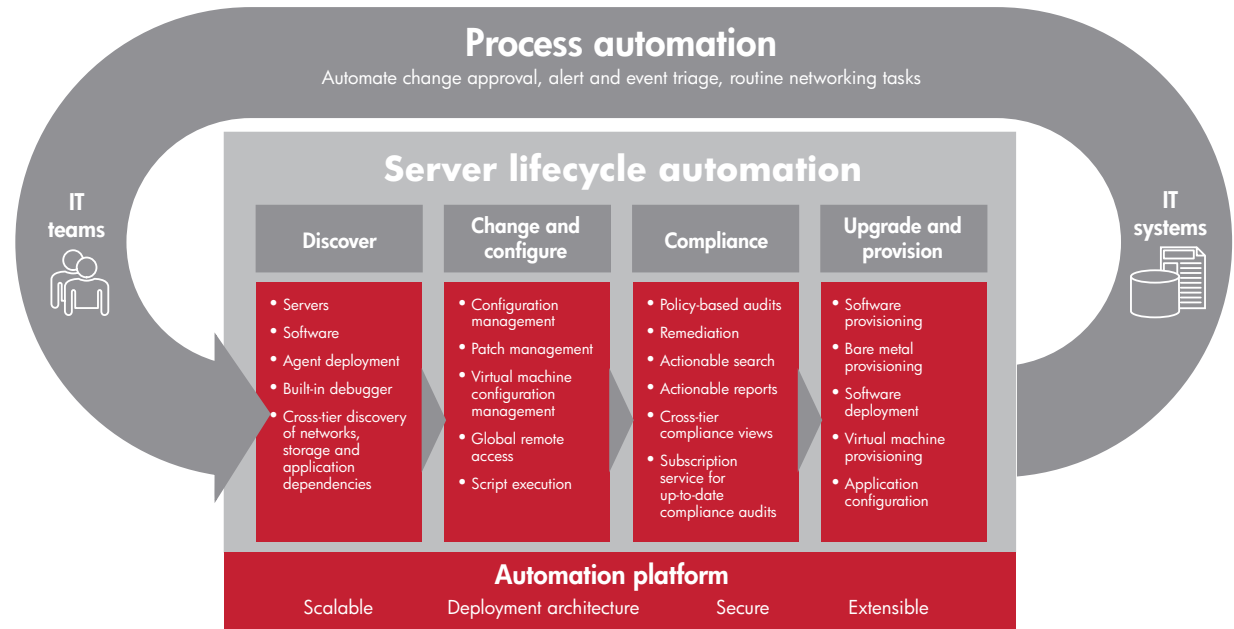 Process automation
Automate change approval, alert and event triage, routine networking tasks
IT
teams
IT
systems
Server lifecycle automation
Discover
• Servers
• Software
• Agent deployment
• Built-in debugger
• Cross-tier discovery
of networks,
storage and
application
dependencies
Change and
configure
• Configuration
management
• Patch management
• Virtual machine
configuration
management
• Global remote
access
• Script execution
Compliance
• Policy-based audits
• Remediation
• Actionable search
• Actionable reports
• Cross-tier
compliance views
• Subscription
service for
up-to-date
compliance audits
Upgrade and
provision
• Software
provisioning
• Bare metal
provisioning
• Software
deployment
• Virtual machine
provisioning
• Application
configuration
Automation platform
Scalable
Deployment architecture
Secure
Extensible